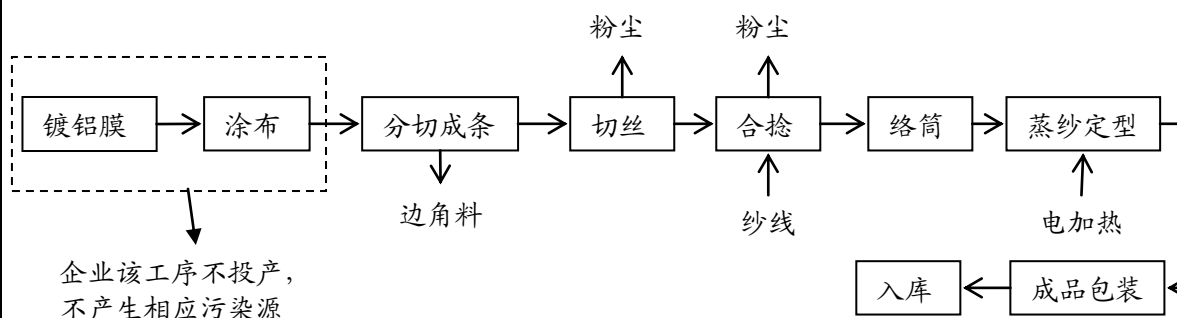 粉尘
粉尘
镀铝膜
涂布
分切成条
切丝
合捻
络筒
蒸纱定型
边角料
纱线
电加热
企业该工序不投产,
不产生相应污染源
入库
成品包装